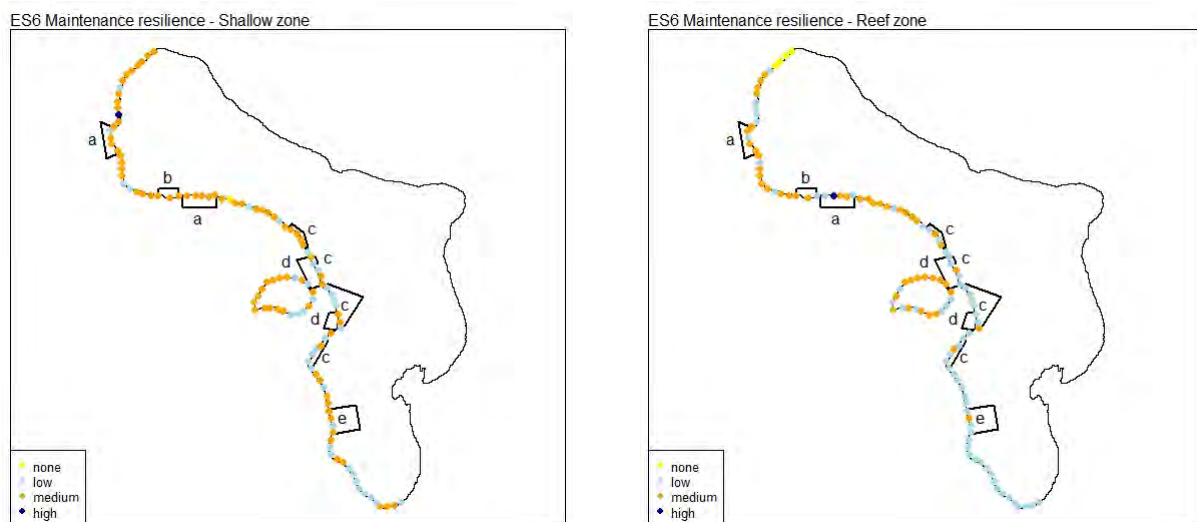 ES6 Maintenance resilience - Shallow zone
a
b
a
c
d
c
c
d
c
e
none
low
medium
high
ES6 Maintenance resilience - Reef zone
a
b
a
c
d
c
c
d
c
e
none
low
medium
high